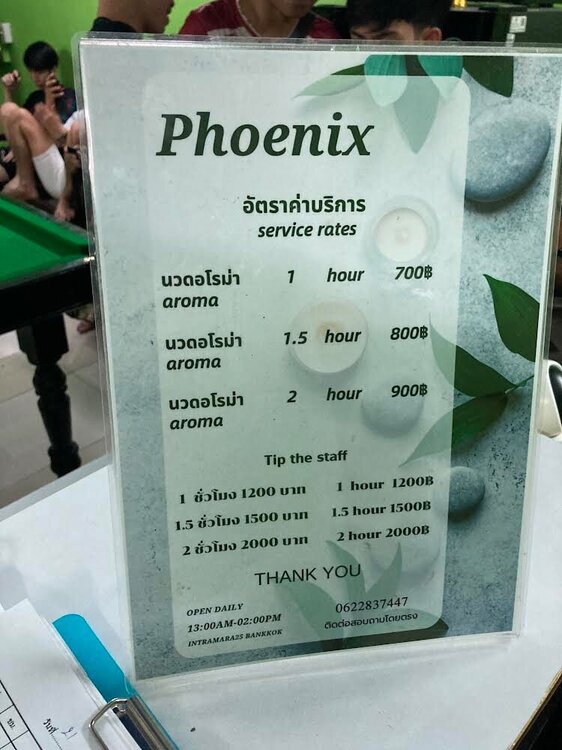 Phoenix
อัตราค่าบริการ
service rates
นวดอโรม่า 1 hour 700฿
aroma
นวดอโรม่า 1.5 hour 800฿
aroma
นวดอโรม่า 2 hour 900฿
aroma
Tip the staff
1 ชั่วโมง 1200 บาท 1 hour 1200B
1.5 ชั่วโมง 1500 บาท 1.5 hour 1500B
2 ชั่วโมง 2000 บาท 2 hour 2000B
THANK YOU
OPEN DAILY
13:00AM-02:00PM
INTRAMARA25 BANKKOK
0622837447
ติดต่อสอบถามโดยตรง
วันที่